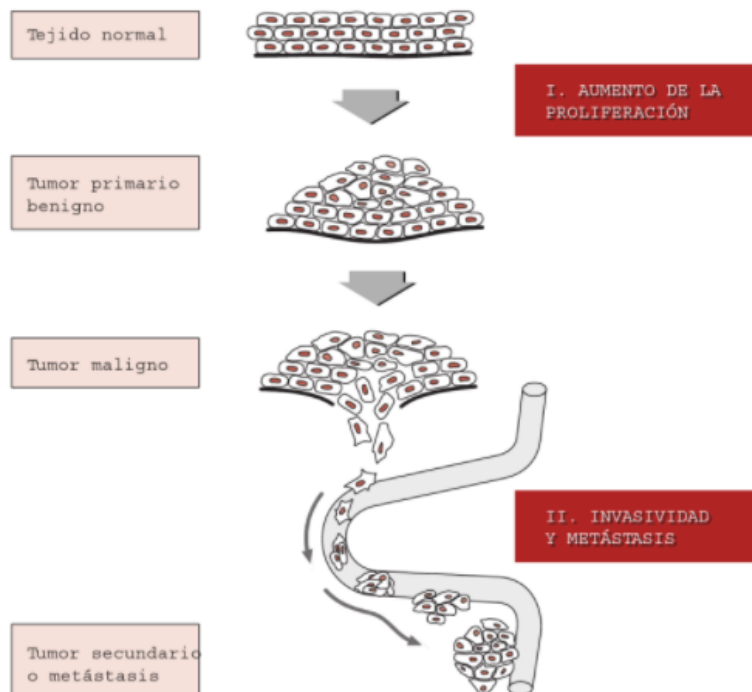 Tejido normal
I. AUMENTO DE LA
PROLIFERACIÓN
Tumor primario
benigno
Tumor maligno
II. INVASIVIDAD
Y METÁSTASIS
Tumor secundario
o metástasis